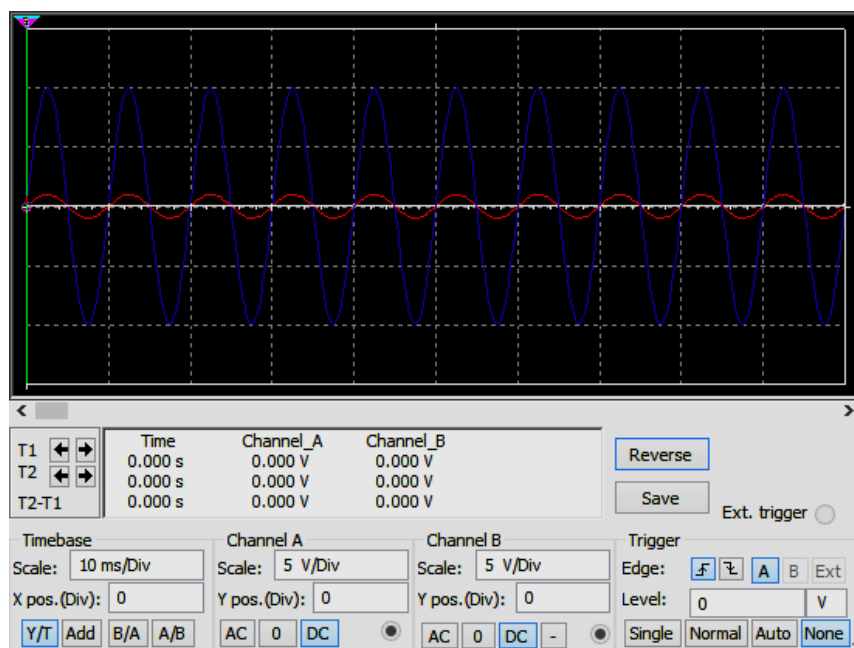 Time Channel_A Channel_B
T1 0.000 s 0.000 V 0.000 V
T2 0.000 s 0.000 V 0.000 V
T2-T1 0.000 s 0.000 V 0.000 V
Reverse
Save
Ext. trigger
Timebase
Scale: 10 ms/Div
X pos.(Div): 0
Y/T Add B/A A/B
Channel A
Scale: 5 V/Div
Y pos.(Div): 0
AC 0 DC
Channel B
Scale: 5 V/Div
Y pos.(Div): 0
AC 0 DC -
Trigger
Edge: A B Ext
Level: 0 V
Single Normal Auto None